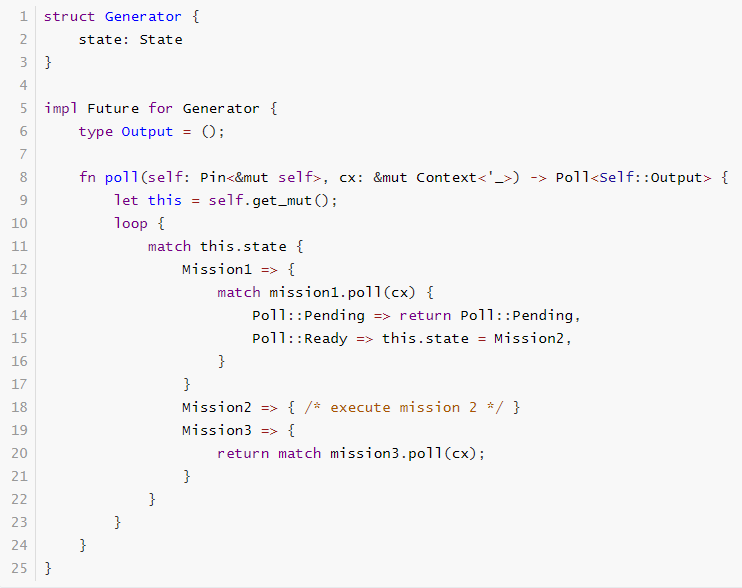 1 struct Generator {
2     state: State
3 }
4
5 impl Future for Generator {
6     type Output = ();
7
8     fn poll(self: Pin<&mut self>, cx: &mut Context<'_>) -> Poll<Self::Output> {
9         let this = self.get_mut();
10         loop {
11             match this.state {
12                 Mission1 => {
13                     match mission1.poll(cx) {
14                         Poll::Pending => return Poll::Pending,
15                         Poll::Ready => this.state = Mission2,
16                     }
17                 }
18                 Mission2 => { /* execute mission 2 */ }
19                 Mission3 => {
20                     return match mission3.poll(cx);
21                 }
22             }
23         }
24     }
25 }